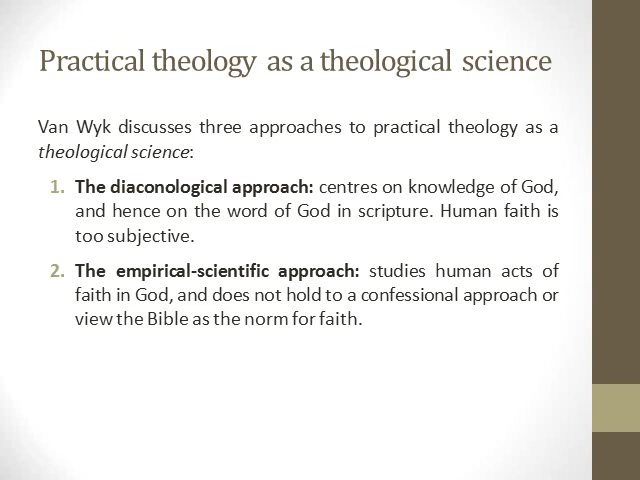 Practical theology as a theological science
Van Wyk discusses three approaches to practical theology as a
theological science:
1. The diaconological approach: centres on knowledge of God,
and hence on the word of God in scripture. Human faith is
too subjective.
2. The empirical-scientific approach: studies human acts of
faith in God, and does not hold to a confessional approach or
view the Bible as the norm for faith.